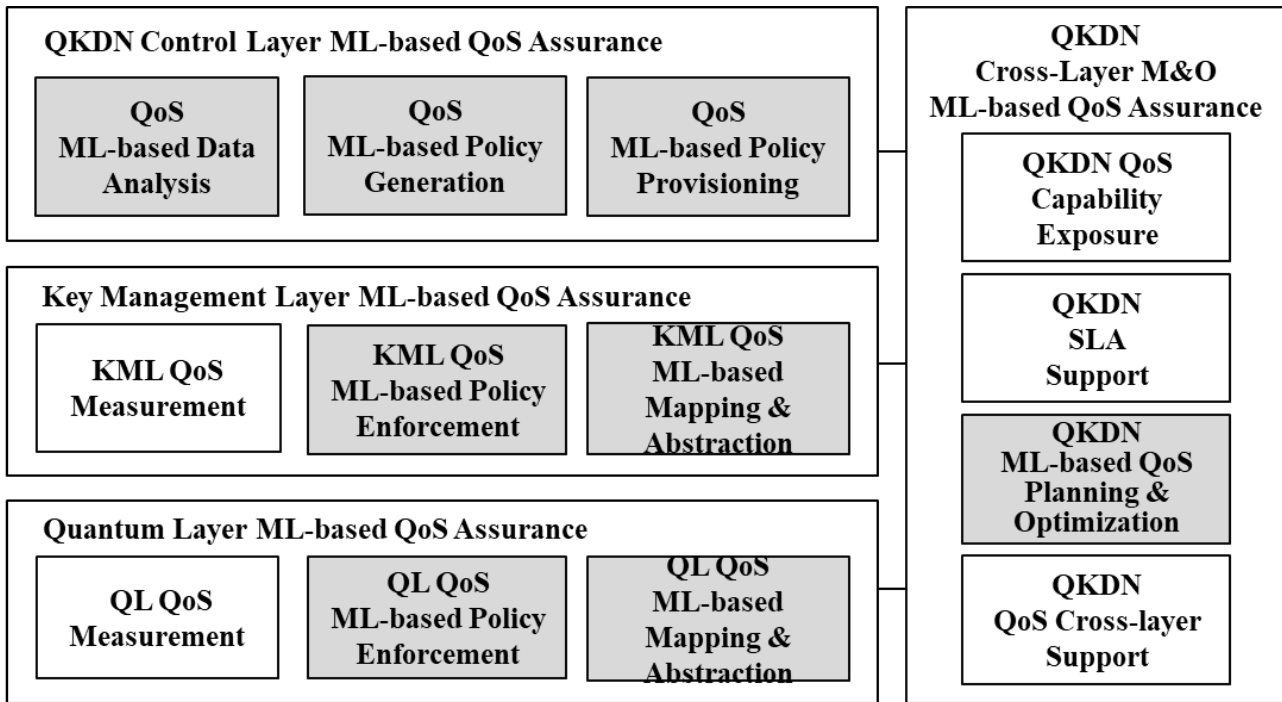 QKDN Control Layer ML-based QoS Assurance
QoS
ML-based Data
Analysis
QoS
ML-based Policy
Generation
QoS
ML-based Policy
Provisioning
Key Management Layer ML-based QoS Assurance
KML QoS
Measurement
KML QoS
ML-based Policy
Enforcement
KML QoS
ML-based
Mapping &
Abstraction
Quantum Layer ML-based QoS Assurance
QL QoS
Measurement
QL QoS
ML-based Policy
Enforcement
QL QoS
ML-based
Mapping &
Abstraction
QKDN
Cross-Layer M&O
ML-based QoS Assurance
QKDN QoS
Capability
Exposure
QKDN
SLA
Support
QKDN
ML-based QoS
Planning &
Optimization
QKDN
QoS Cross-layer
Support